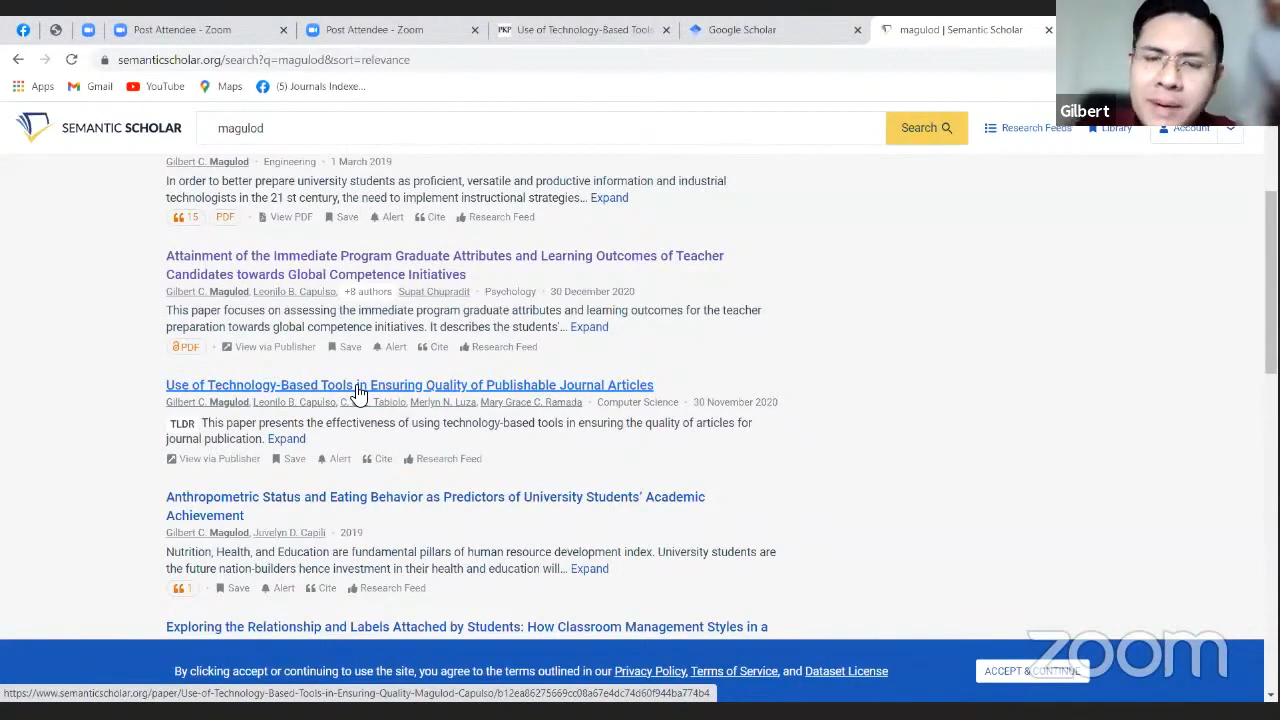 Post Attendee - Zoom
Post Attendee - Zoom
PKP
Use of Technology-Based Tools
Google Scholar
magulod | Semantic Scholar
semanticscholar.org/search?q=magulod&sort=relevance
Apps
Gmail
YouTube
Maps
(5) Journals Indexe...
Gilbert
SEMANTIC SCHOLAR
magulod
Search
Research Feeds
Library
Account
Gilbert C. Magulod · Engineering · 1 March 2019
In order to better prepare university students as proficient, versatile and productive information and industrial
technologists in the 21 st century, the need to implement instructional strategies... Expand
15 PDF · View PDF Save Alert Cite Research Feed
Attainment of the Immediate Program Graduate Attributes and Learning Outcomes of Teacher
Candidates towards Global Competence Initiatives
Gilbert C. Magulod, Leonilo B. Capulso, +8 authors Supat Chupradit · Psychology · 30 December 2020
This paper focuses on assessing the immediate program graduate attributes and learning outcomes for the teacher
preparation towards global competence initiatives. It describes the students'... Expand
PDF · View via Publisher Save Alert Cite Research Feed
Use of Technology-Based Tools in Ensuring Quality of Publishable Journal Articles
Gilbert C. Magulod, Leonilo B. Capulso, C. Tabiolo, Merlyn N. Luza, Mary Grace C. Ramada · Computer Science · 30 November 2020
TLDR This paper presents the effectiveness of using technology-based tools in ensuring the quality of articles for
journal publication. Expand
View via Publisher Save Alert Cite Research Feed
Anthropometric Status and Eating Behavior as Predictors of University Students' Academic
Achievement
Gilbert C. Magulod, Juvelyn D. Capili · 2019
Nutrition, Health, and Education are fundamental pillars of human resource development index. University students are
the future nation-builders hence investment in their health and education will... Expand
1 · Save Alert Cite Research Feed
Exploring the Relationship and Labels Attached by Students: How Classroom Management Styles in a
By clicking accept or continuing to use the site, you agree to the terms outlined in our Privacy Policy, Terms of Service, and Dataset License
ACCEPT & CONTINUE
zoom
https://www.semanticscholar.org/paper/Use-of-Technology-Based-Tools-in-Ensuring-Quality-Magulod-Capulso/b12ea86275669cc08a67e4dc74d60f944ba774b4